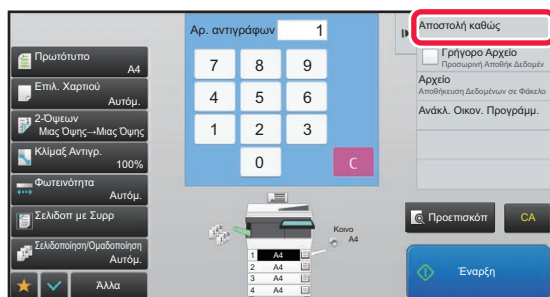 Αρ. αντιγράφων 1
Αποστολή καθώς
Πρωτότυπο
A4
Επιλ. Χαρτιού
Αυτόμ.
2-Όψεων
Μιας Όψης→Μιας Όψης
Κλίμαξ Αντιγρ.
100%
Φωτεινότητα
Αυτόμ.
Σελιδοπ με Συρρ
Σελιδοποίηση/Ομαδοποίηση
Αυτόμ.
Άλλα
7 8 9
4 5 6
1 2 3
0 C
Κοινο
A4
1 A4
2 A4
3 A4
4 A4
Γρήγορο Αρχείο
Προσωρινή Αποθήκ Δεδομέν
Αρχείο
Αποθήκευση Δεδομένων σε Φάκελο
Ανάκλ. Οικον. Προγράμμ.
Προεπισκόπ
CA
Έναρξη